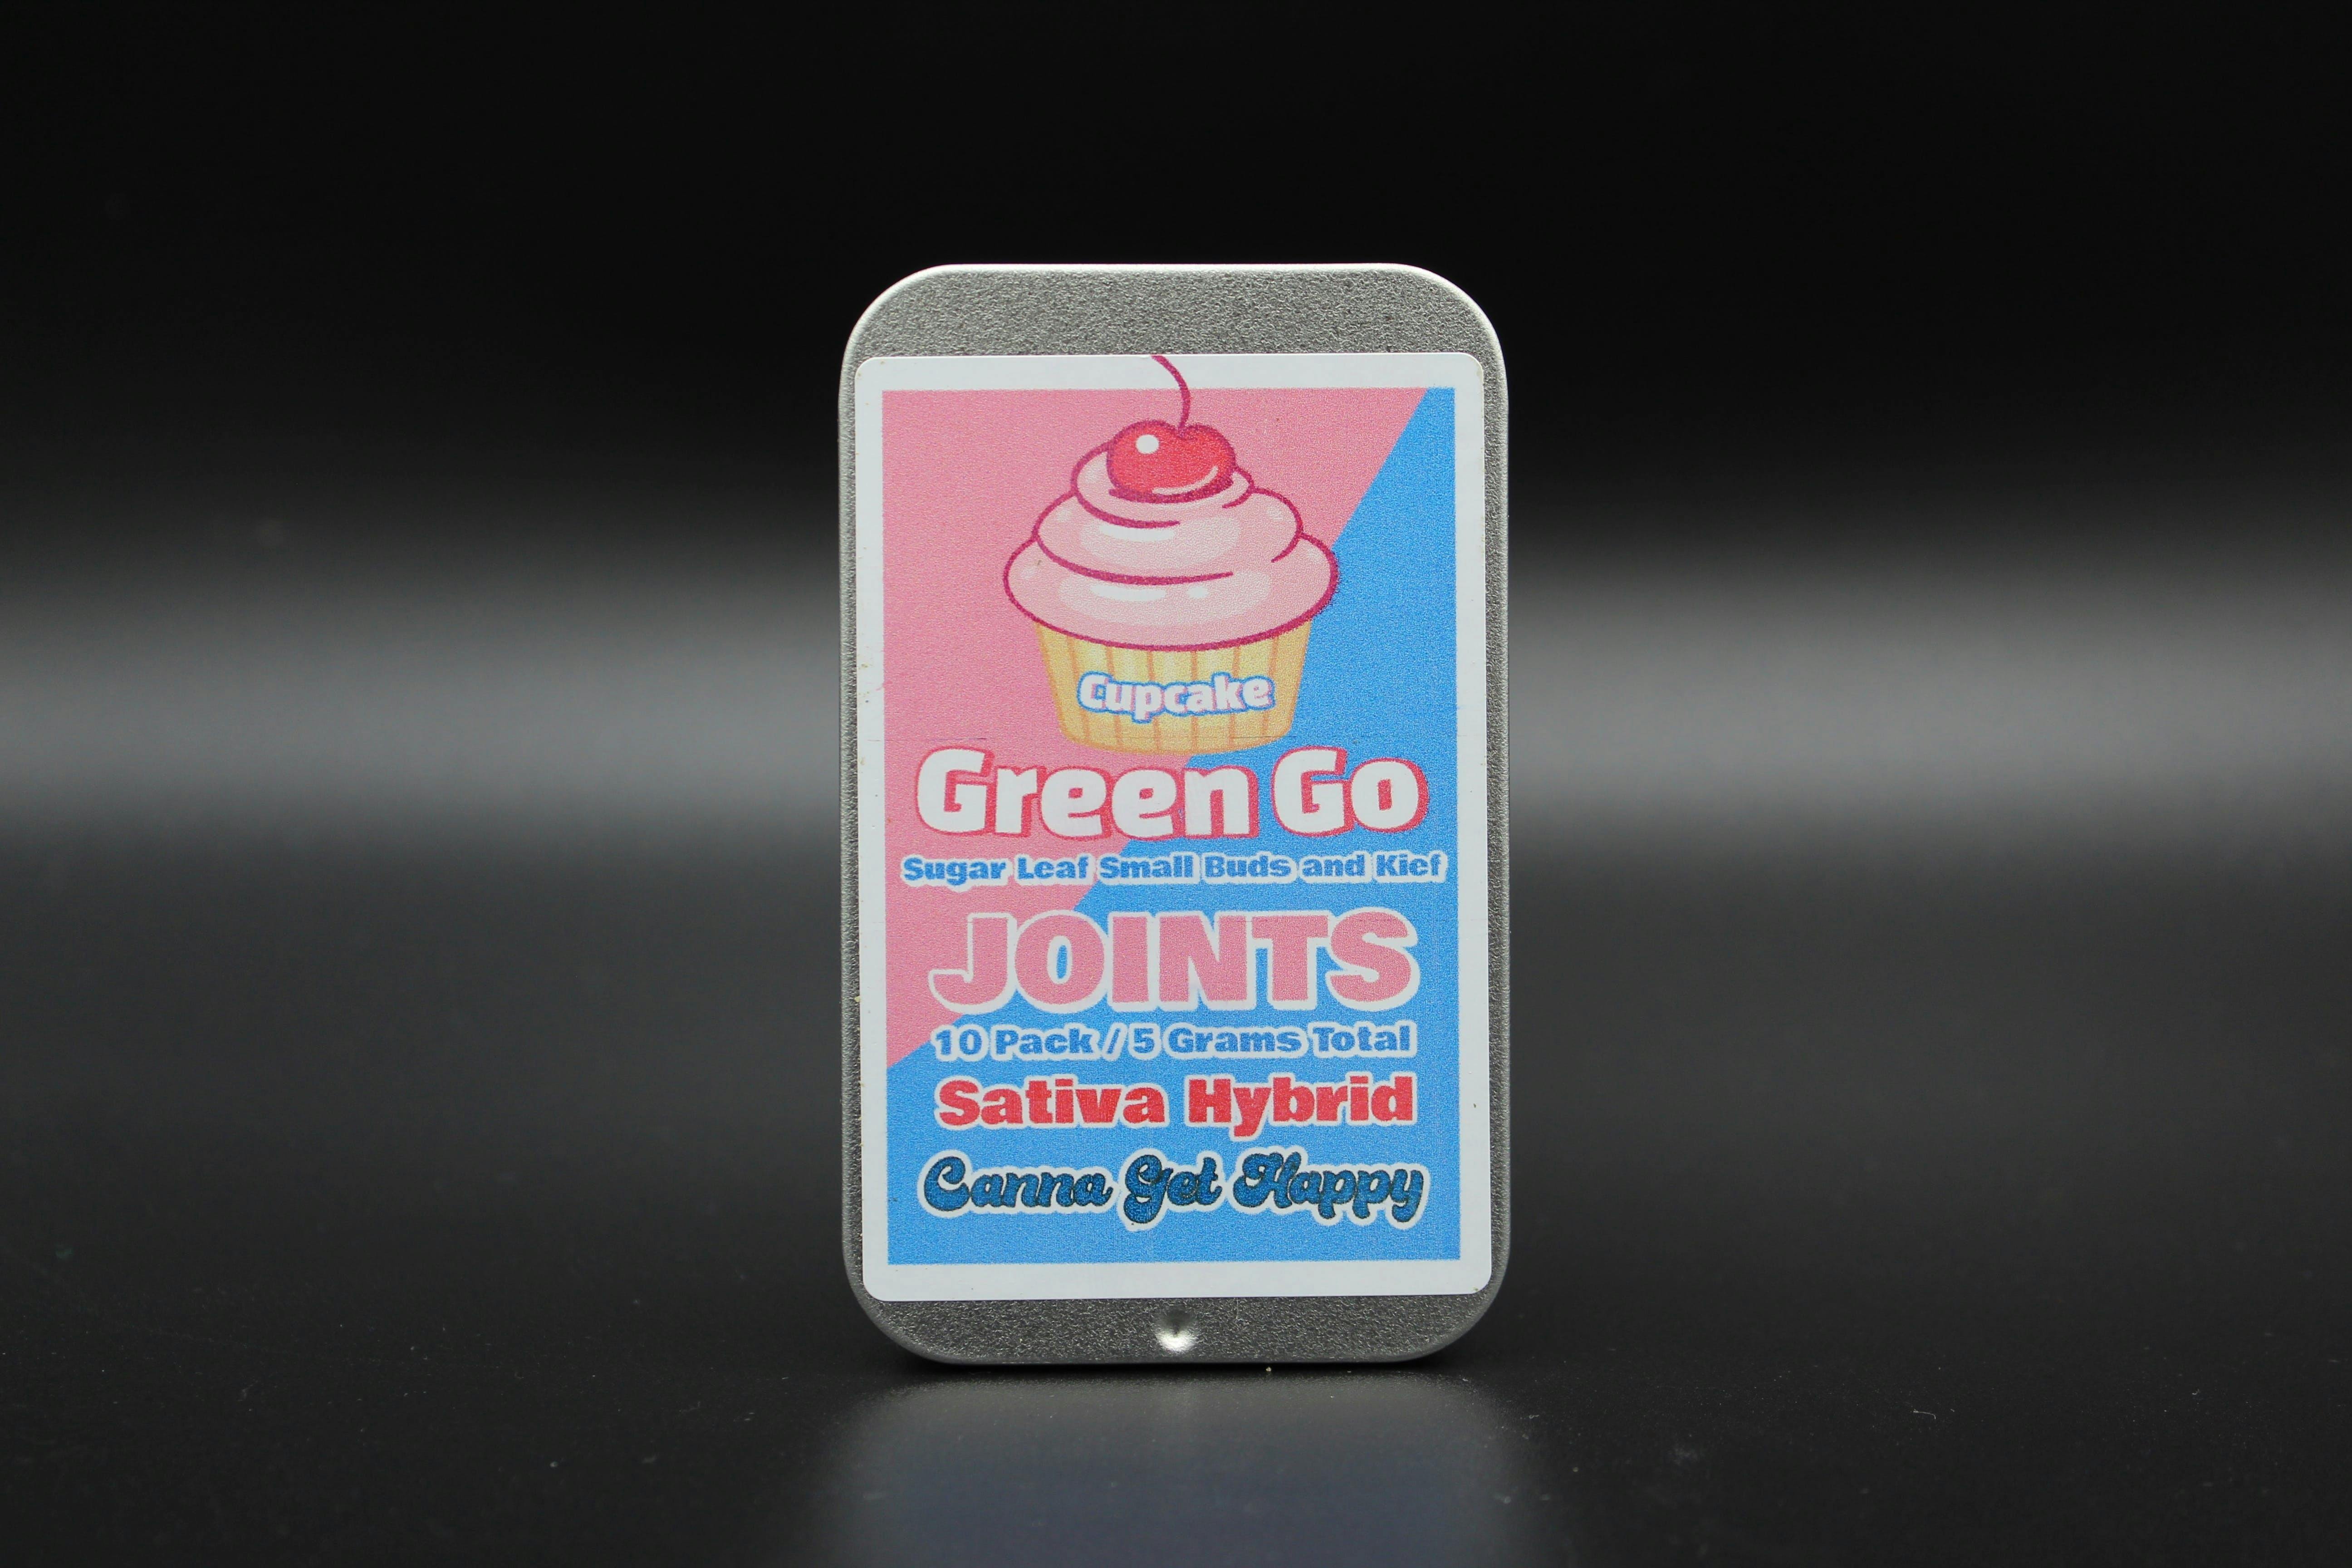 Cupcake
Green Go
Sugar Leaf Small Buds and Kief
JOINTS
10 Pack / 5 Grams Total
Sativa Hybrid
Canna Get Happy